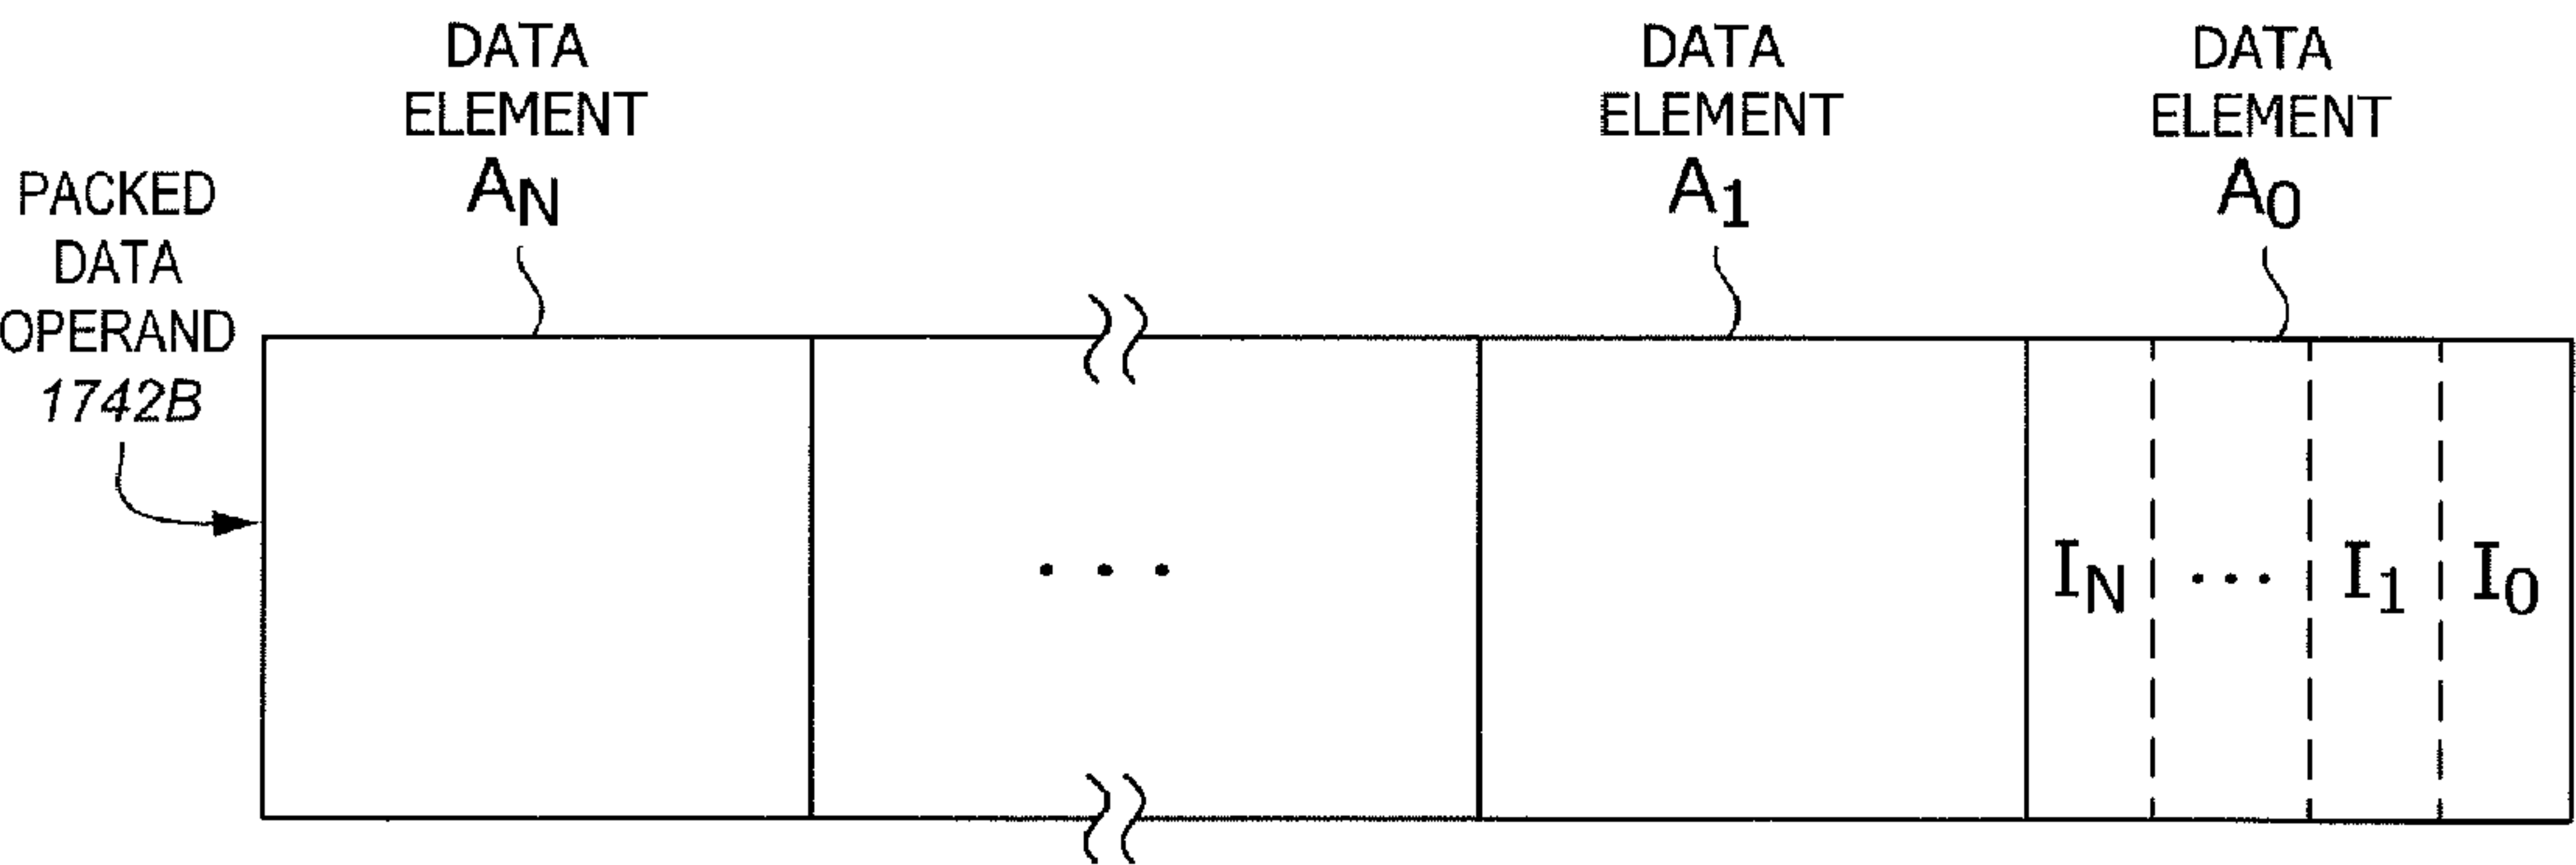 DATA
ELEMENT
A_N
DATA
ELEMENT
A_1
DATA
ELEMENT
A_0
PACKED
DATA
OPERAND
1742B
. . .
I_N ... I_1 I_0